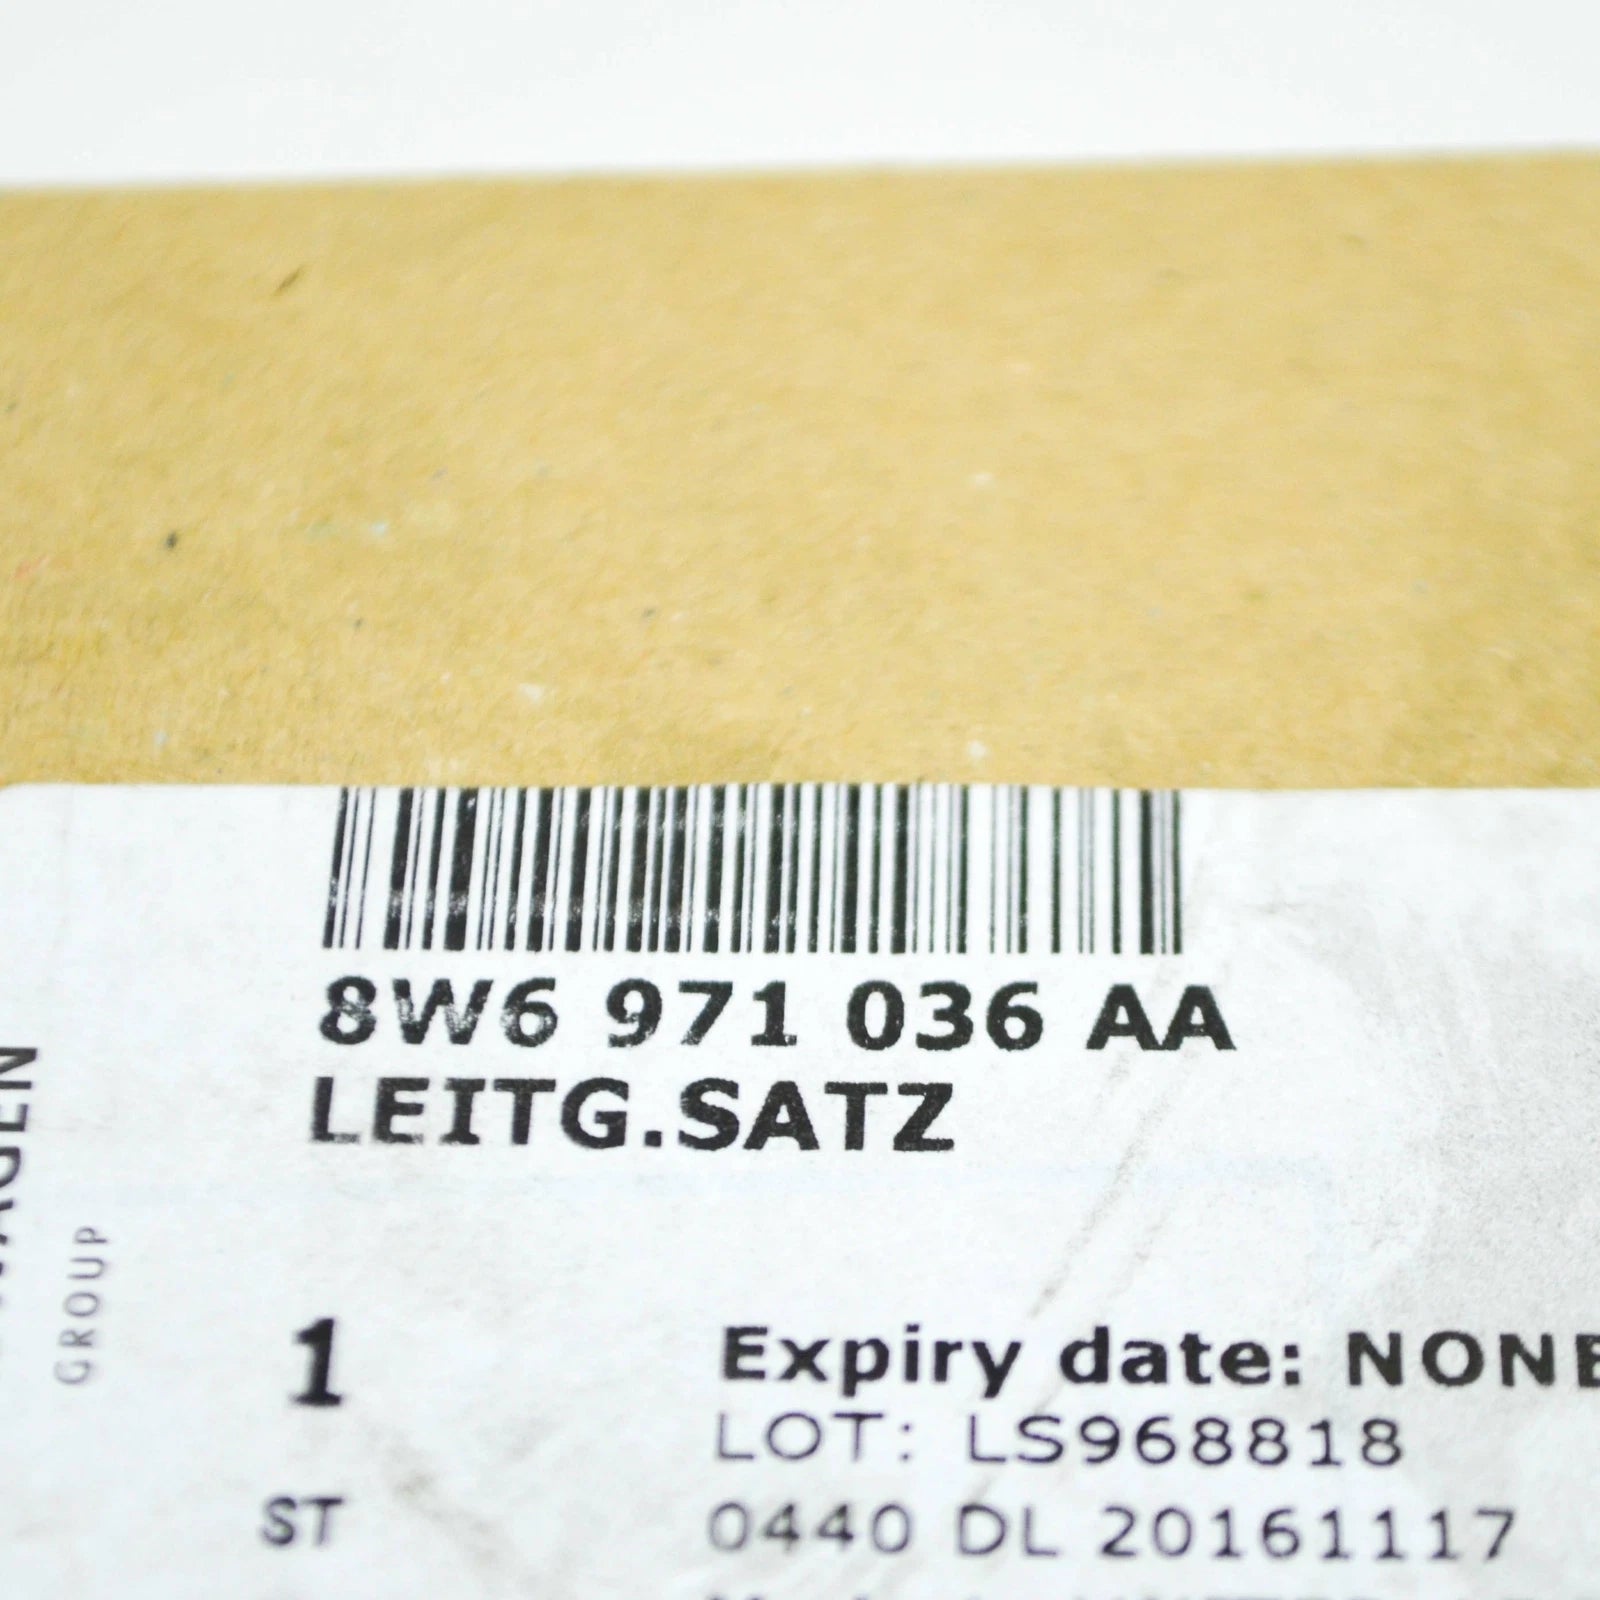 8W6 971 036 AA
LEITG.SATZ
GROUP
1
Expiry date: NONE
LOT: LS968818
ST
0440 DL 20161117